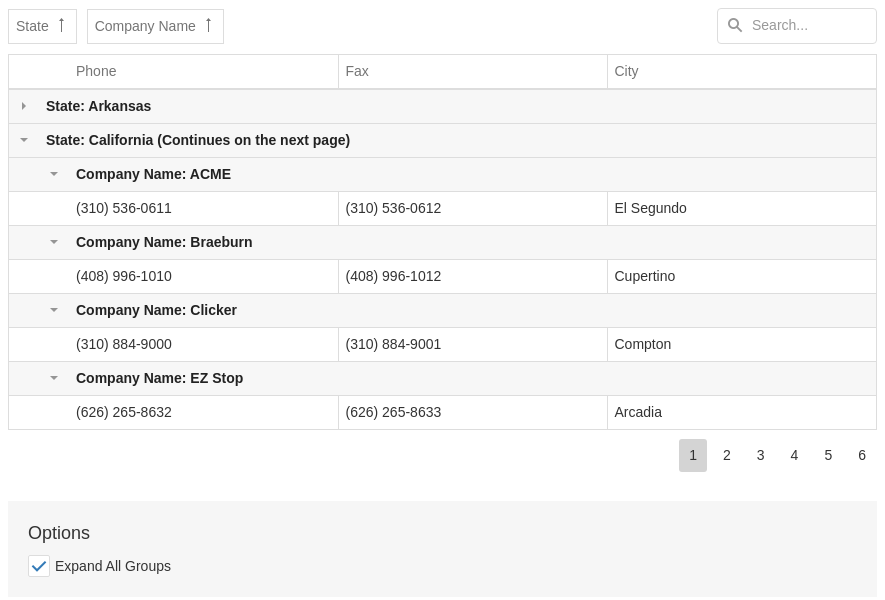 State Company Name Search...
Phone Fax City
State: Arkansas
State: California (Continues on the next page)
Company Name: ACME
(310) 536-0611 (310) 536-0612 El Segundo
Company Name: Braeburn
(408) 996-1010 (408) 996-1012 Cupertino
Company Name: Clicker
(310) 884-9000 (310) 884-9001 Compton
Company Name: EZ Stop
(626) 265-8632 (626) 265-8633 Arcadia
1 2 3 4 5 6
Options
Expand All Groups